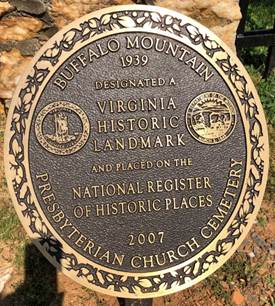 BUFFALO MOUNTAIN
1939
DESIGNATED A
VIRGINIA
HISTORIC
LANDMARK
AND PLACED ON THE
NATIONAL REGISTER
OF HISTORIC PLACES
2007
PRESBYTERIAN CHURCH CEMETERY